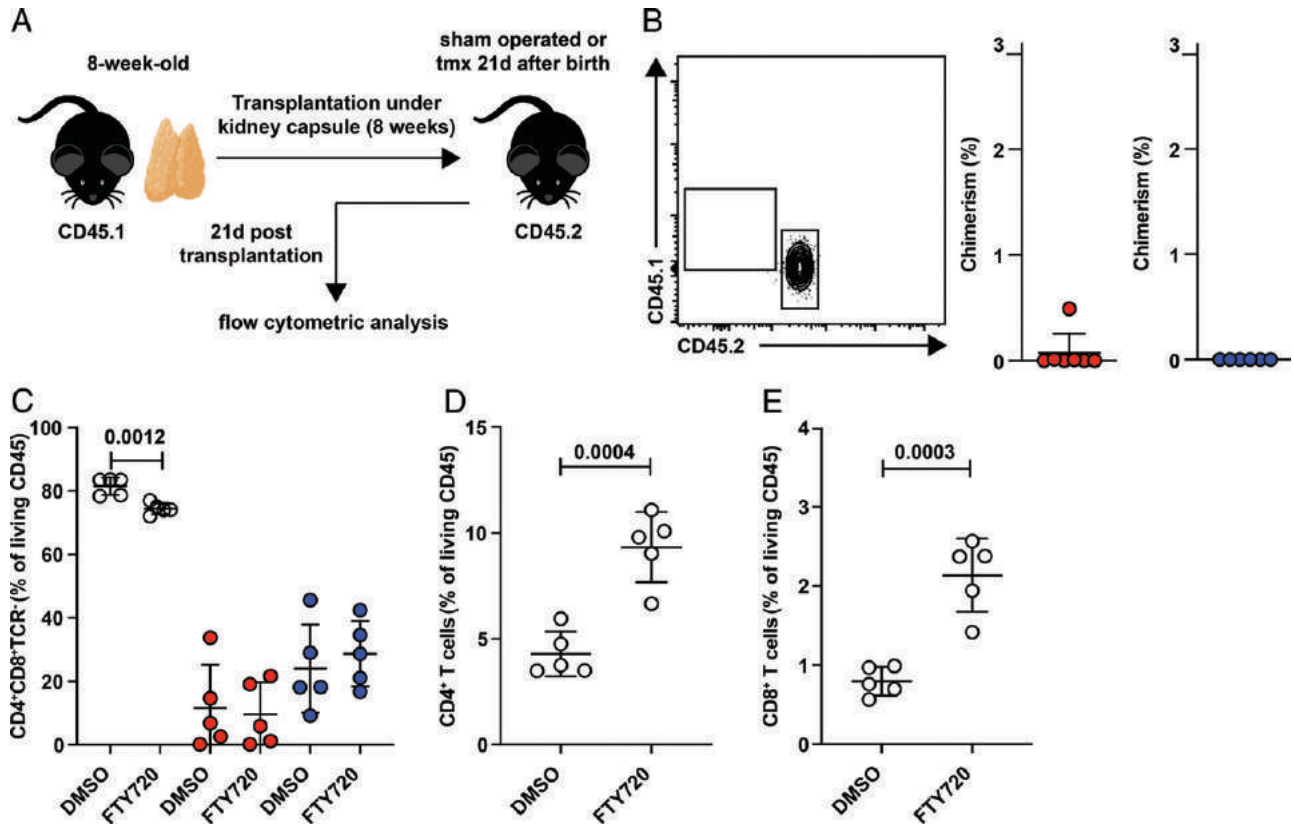 A
8-week-old
CD45.1
Transplantation under
kidney capsule (8 weeks)
sham operated or
tmx 21d after birth
CD45.2
21d post
transplantation
flow cytometric analysis
B
CD45.1
CD45.2
Chimerism (%)
3
2
1
0
Chimerism (%)
3
2
1
0
C
CD4⁺CD8⁺TCR⁻(% of living CD45)
100
80
60
40
20
0
0.0012
DMSO
FTY720
DMSO
FTY720
DMSO
FTY720
D
CD4⁺ T cells (% of living CD45)
15
10
5
0
0.0004
DMSO
FTY720
E
CD8⁺ T cells (% of living CD45)
4
3
2
1
0
0.0003
DMSO
FTY720